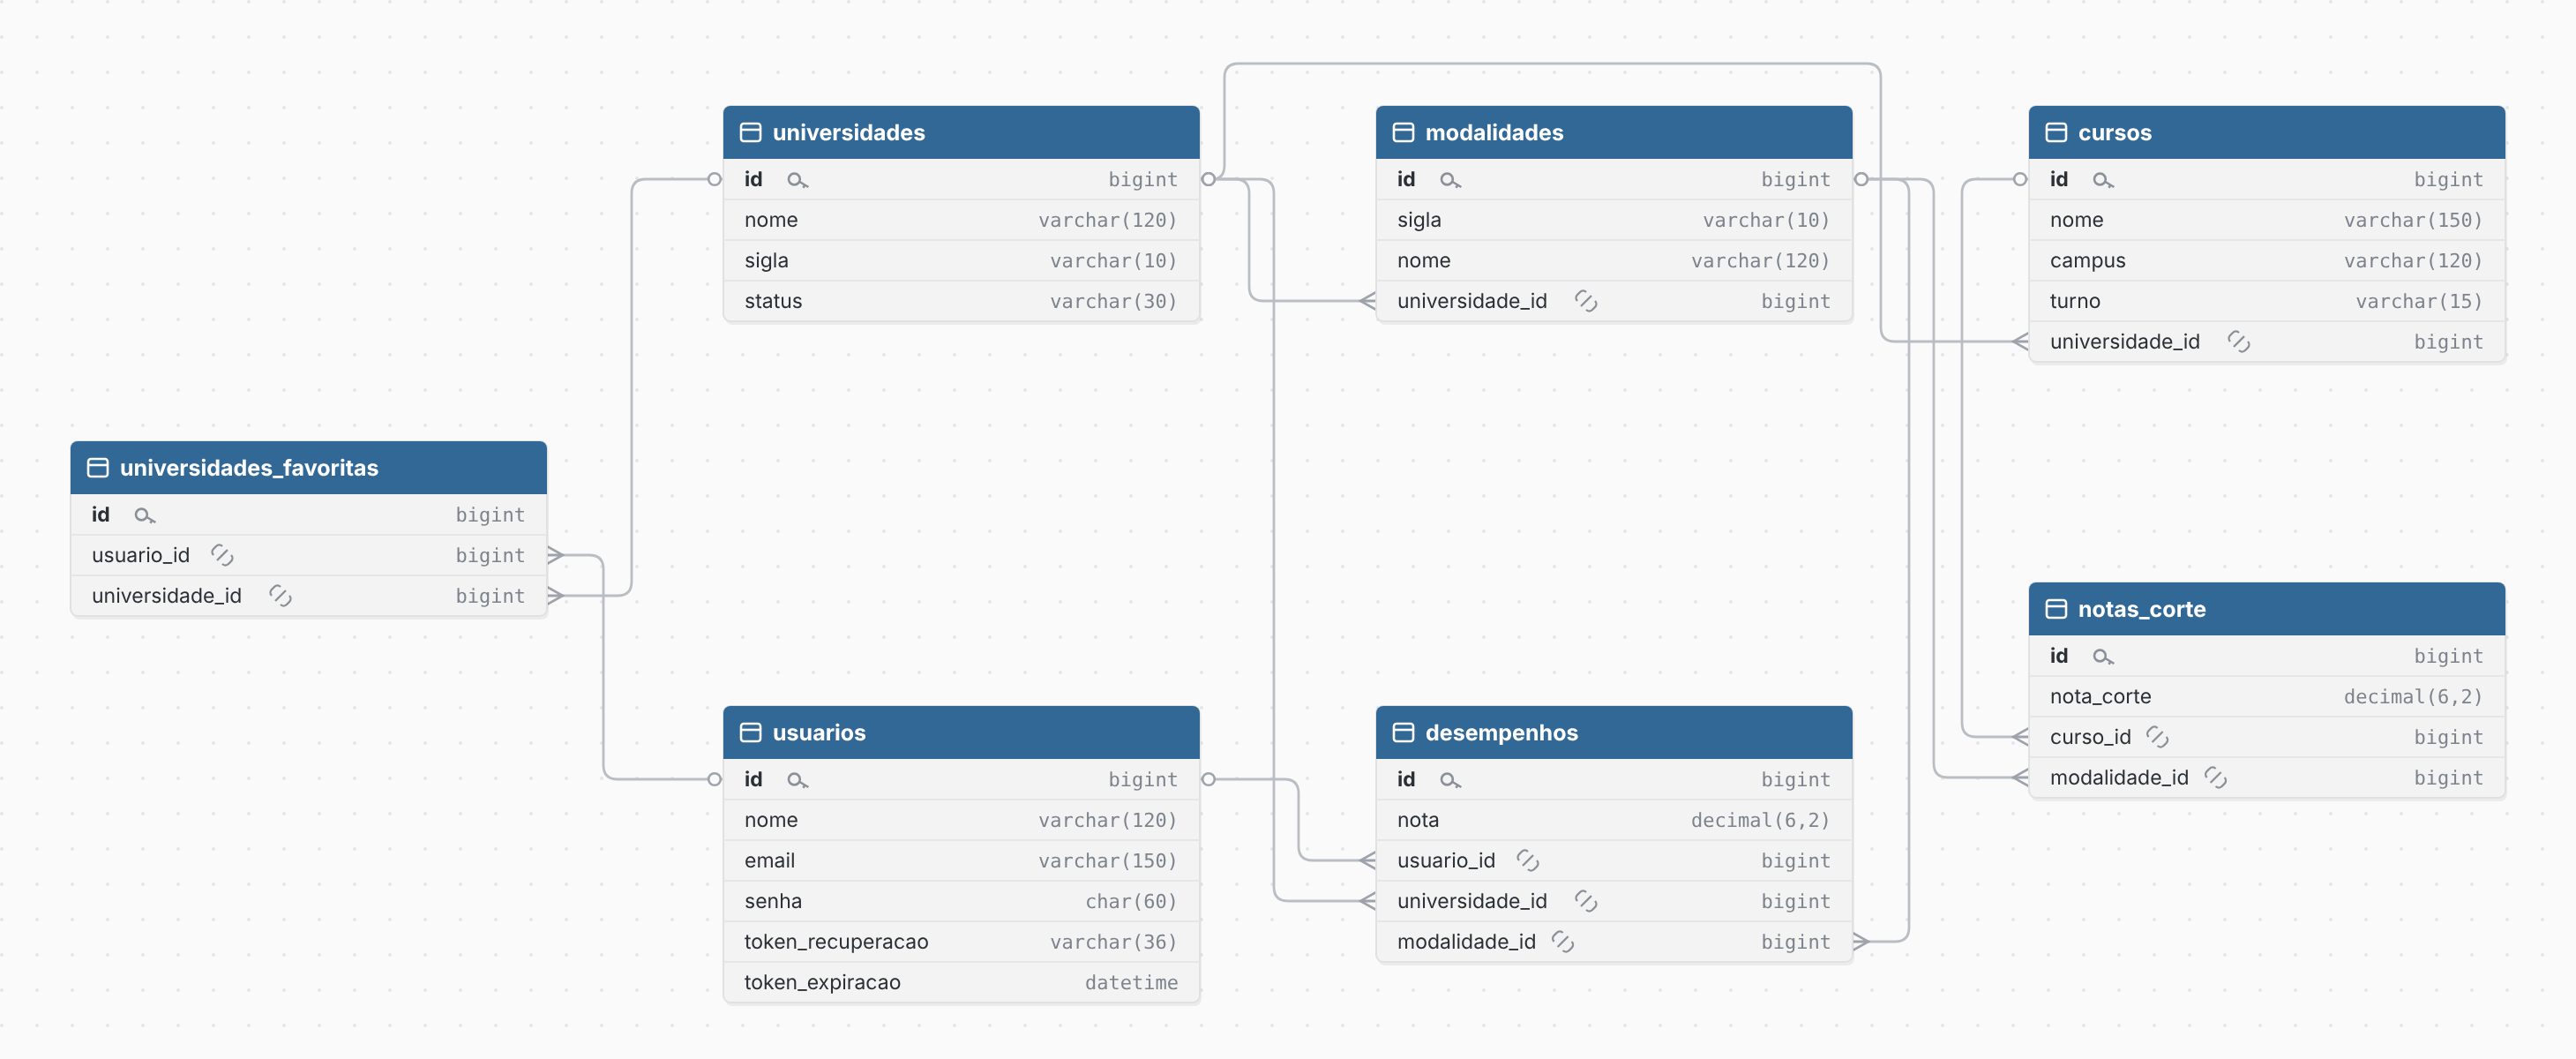 universidades
id bigint
nome varchar(120)
sigla varchar(10)
status varchar(30)
modalidades
id bigint
sigla varchar(10)
nome varchar(120)
universidade_id bigint
cursos
id bigint
nome varchar(150)
campus varchar(120)
turno varchar(15)
universidade_id bigint
universidades_favoritas
id bigint
usuario_id bigint
universidade_id bigint
usuarios
id bigint
nome varchar(120)
email varchar(150)
senha char(60)
token_recuperacao varchar(36)
token_expiracao datetime
desempenhos
id bigint
nota decimal(6,2)
usuario_id bigint
universidade_id bigint
modalidade_id bigint
notas_corte
id bigint
nota_corte decimal(6,2)
curso_id bigint
modalidade_id bigint